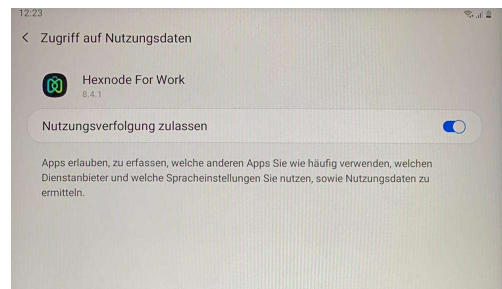 12:23
Zugriff auf Nutzungsdaten
Hexnode For Work
8.4.1
Nutzungsverfolgung zulassen
Apps erlauben, zu erfassen, welche anderen Apps Sie wie häufig verwenden, welchen
Dienstanbieter und welche Spracheinstellungen Sie nutzen, sowie Nutzungsdaten zu
ermitteln.